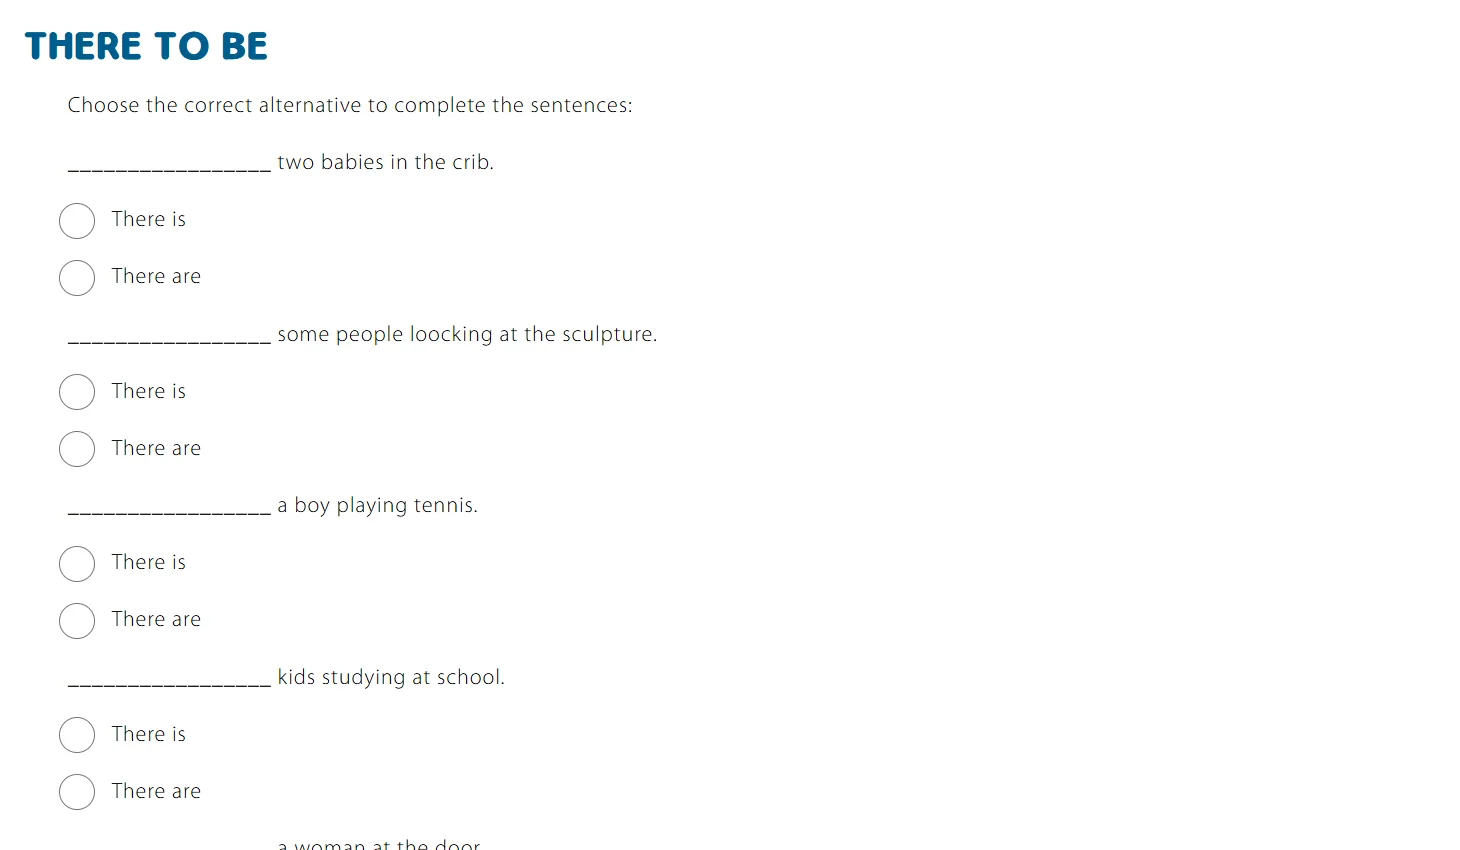 THERE TO BE
Choose the correct alternative to complete the sentences:
_________________ two babies in the crib.
There is
There are
_________________ some people loocking at the sculpture.
There is
There are
_________________ a boy playing tennis.
There is
There are
_________________ kids studying at school.
There is
There are
a woman at the door